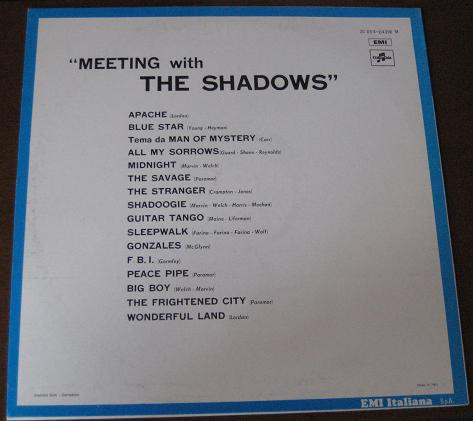 EMI
Columbia
"MEETING with
THE SHADOWS"
APACHE (Lordan)
BLUE STAR (Young - Heyman)
Tema da MAN OF MYSTERY (Carr)
ALL MY SORROWS (Guard - Shane - Reynolds)
MIDNIGHT (Marvin - Welch)
THE SAVAGE (Paramor)
THE STRANGER (Crompton - Jones)
SHADOOGIE (Marvin - Welch - Harris - Meehan)
GUITAR TANGO (Maine - Liferman)
SLEEPWALK (Farina - Farina - Farina - Wolf)
GONZALES (McGlynn)
F B I. (Gormley)
PEACE PIPE (Paramor)
BIG BOY (Welch - Marvin)
THE FRIGHTENED CITY (Paramor)
WONDERFUL LAND (Lordan)
EMI Italiana S.p.A.